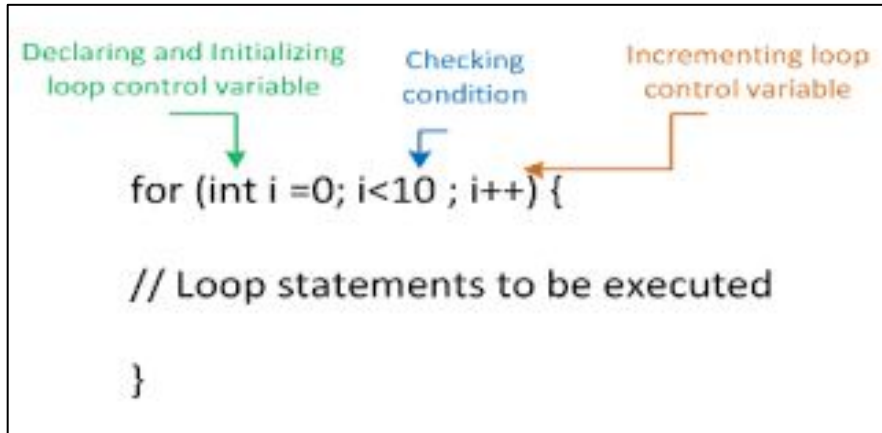 Declaring and Initializing
loop control variable
Checking
condition
Incrementing loop
control variable
for (int i =0; i<10 ; i++) {
// Loop statements to be executed
}